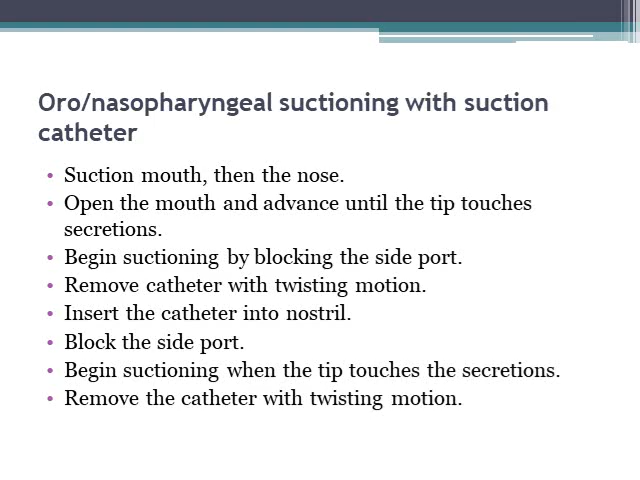 Oro/nasopharyngeal suctioning with suction
catheter
• Suction mouth, then the nose.
• Open the mouth and advance until the tip touches
secretions.
• Begin suctioning by blocking the side port.
• Remove catheter with twisting motion.
• Insert the catheter into nostril.
• Block the side port.
• Begin suctioning when the tip touches the secretions.
• Remove the catheter with twisting motion.